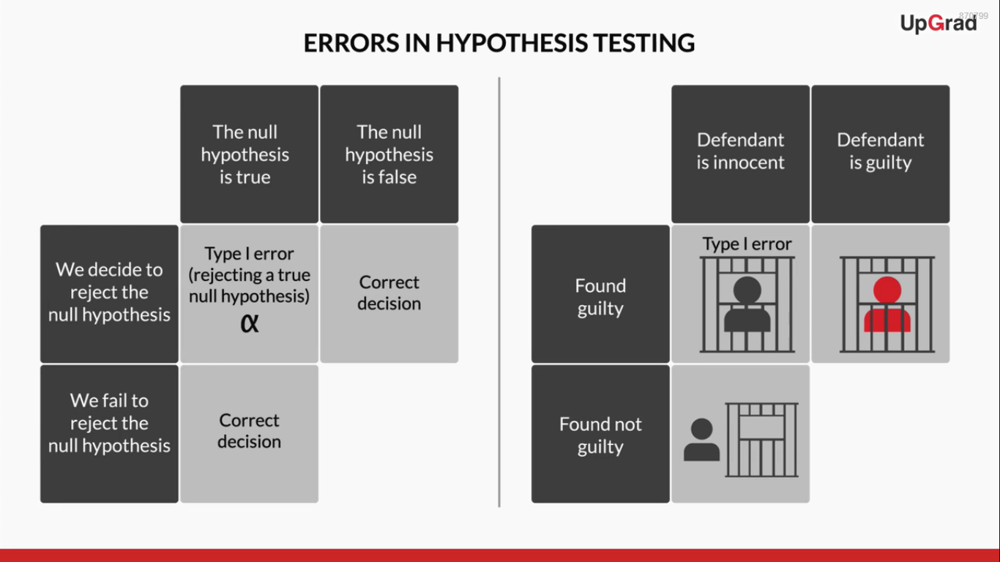 870799
UpGrad
ERRORS IN HYPOTHESIS TESTING
The null
hypothesis
is true
The null
hypothesis
is false
We decide to
reject the
null hypothesis
Type I error
(rejecting a true
null hypothesis)
α
Correct
decision
We fail to
reject the
null hypothesis
Correct
decision
Defendant
is innocent
Defendant
is guilty
Found
guilty
Type I error
Found not
guilty